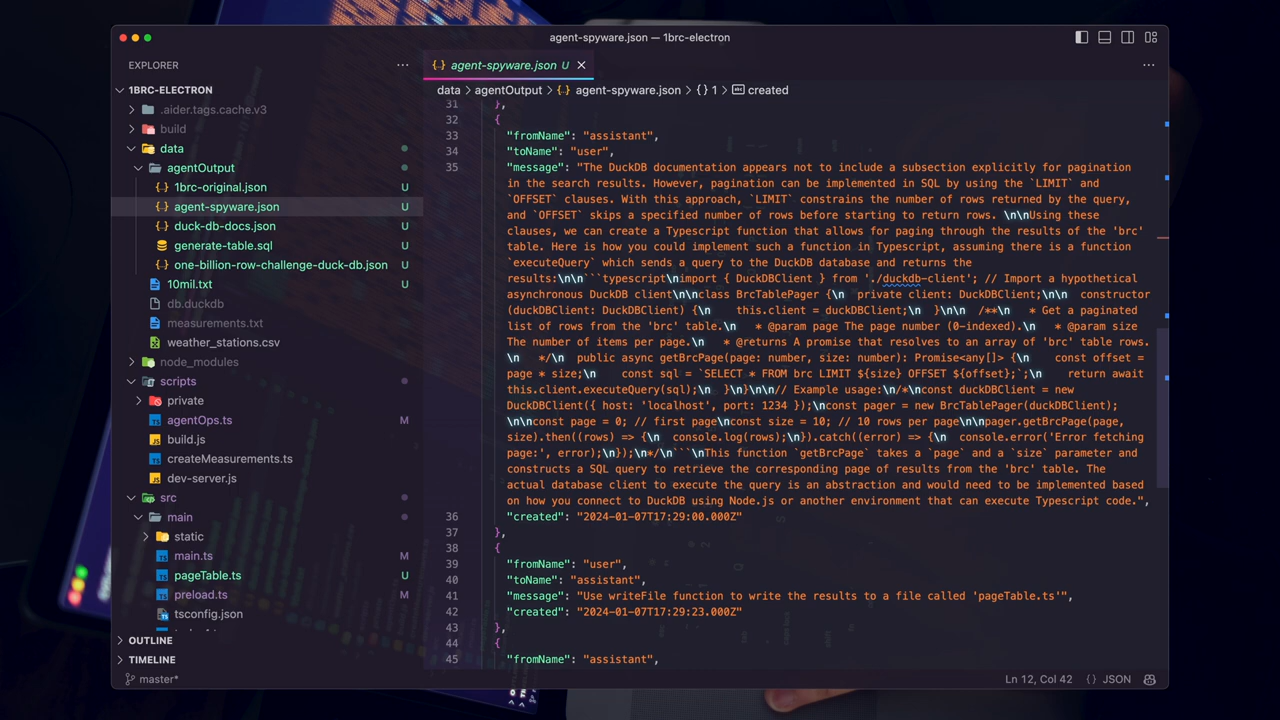 agent-spyware.json — 1brc-electron
EXPLORER
agent-spyware.json U
1BRC-ELECTRON
data > agentOutput > {..} agent-spyware.json > { } 1 > created
.aider.tags.cache.v3
build
data
agentOutput
{..} 1brc-original.json U
{..} agent-spyware.json U
{..} duck-db-docs.json U
generate-table.sql U
{..} one-billion-row-challenge-duck-db.json U
10mil.txt U
db.duckdb
measurements.txt
weather_stations.csv
node_modules
scripts
private
agentOps.ts M
build.js
createMeasurements.ts
dev-server.js
src
main
static
main.ts M
pageTable.ts U
preload.ts M
tsconfig.json
OUTLINE
TIMELINE
31 },
32 {
33 "fromName": "assistant",
34 "toName": "user",
35 "message": "The DuckDB documentation appears not to include a subsection explicitly for pagination
in the search results. However, pagination can be implemented in SQL by using the `LIMIT` and
`OFFSET` clauses. With this approach, `LIMIT` constrains the number of rows returned by the query,
and `OFFSET` skips a specified number of rows before starting to return rows. \n\nUsing these
clauses, we can create a Typescript function that allows for paging through the results of the 'brc'
table. Here is how you could implement such a function in Typescript, assuming there is a function
`executeQuery` which sends a query to the DuckDB database and returns the
results:\n\n```typescript\nimport { DuckDBClient } from './duckdb-client'; // Import a hypothetical
asynchronous DuckDB client\n\nclass BrcTablePager {\n  private client: DuckDBClient;\n\n  constructor
(duckDBClient: DuckDBClient) {\n    this.client = duckDBClient;\n  }\n\n  /**\n   * Get a paginated
list of rows from the 'brc' table.\n   * @param page The page number (0-indexed).\n   * @param size
The number of items per page.\n   * @returns A promise that resolves to an array of 'brc' table rows.
\n   */\n  public async getBrcPage(page: number, size: number): Promise<any[]> {\n    const offset =
page * size;\n    const sql = `SELECT * FROM brc LIMIT ${size} OFFSET ${offset};`;\n    return await
this.client.executeQuery(sql);\n  }\n}\n\n// Example usage:\n/*\nconst duckDBClient = new
DuckDBClient({ host: 'localhost', port: 1234 });\nconst pager = new BrcTablePager(duckDBClient);
\n\nconst page = 0; // first page\nconst size = 10; // 10 rows per page\n\npager.getBrcPage(page,
size).then((rows) => {\n  console.log(rows);\n}).catch((error) => {\n  console.error('Error fetching
page:', error);\n});\n*/\n```\nThis function `getBrcPage` takes a `page` and a `size` parameter and
constructs a SQL query to retrieve the corresponding page of results from the 'brc' table. The
actual database client to execute the query is an abstraction and would need to be implemented based
on how you connect to DuckDB using Node.js or another environment that can execute Typescript code.",
36 "created": "2024-01-07T17:29:00.000Z"
37 },
38 {
39 "fromName": "user",
40 "toName": "assistant",
41 "message": "Use writeFile function to write the results to a file called 'pageTable.ts'",
42 "created": "2024-01-07T17:29:23.000Z"
43 },
44 {
45 "fromName": "assistant",
master*
Ln 12, Col 42
{ } JSON